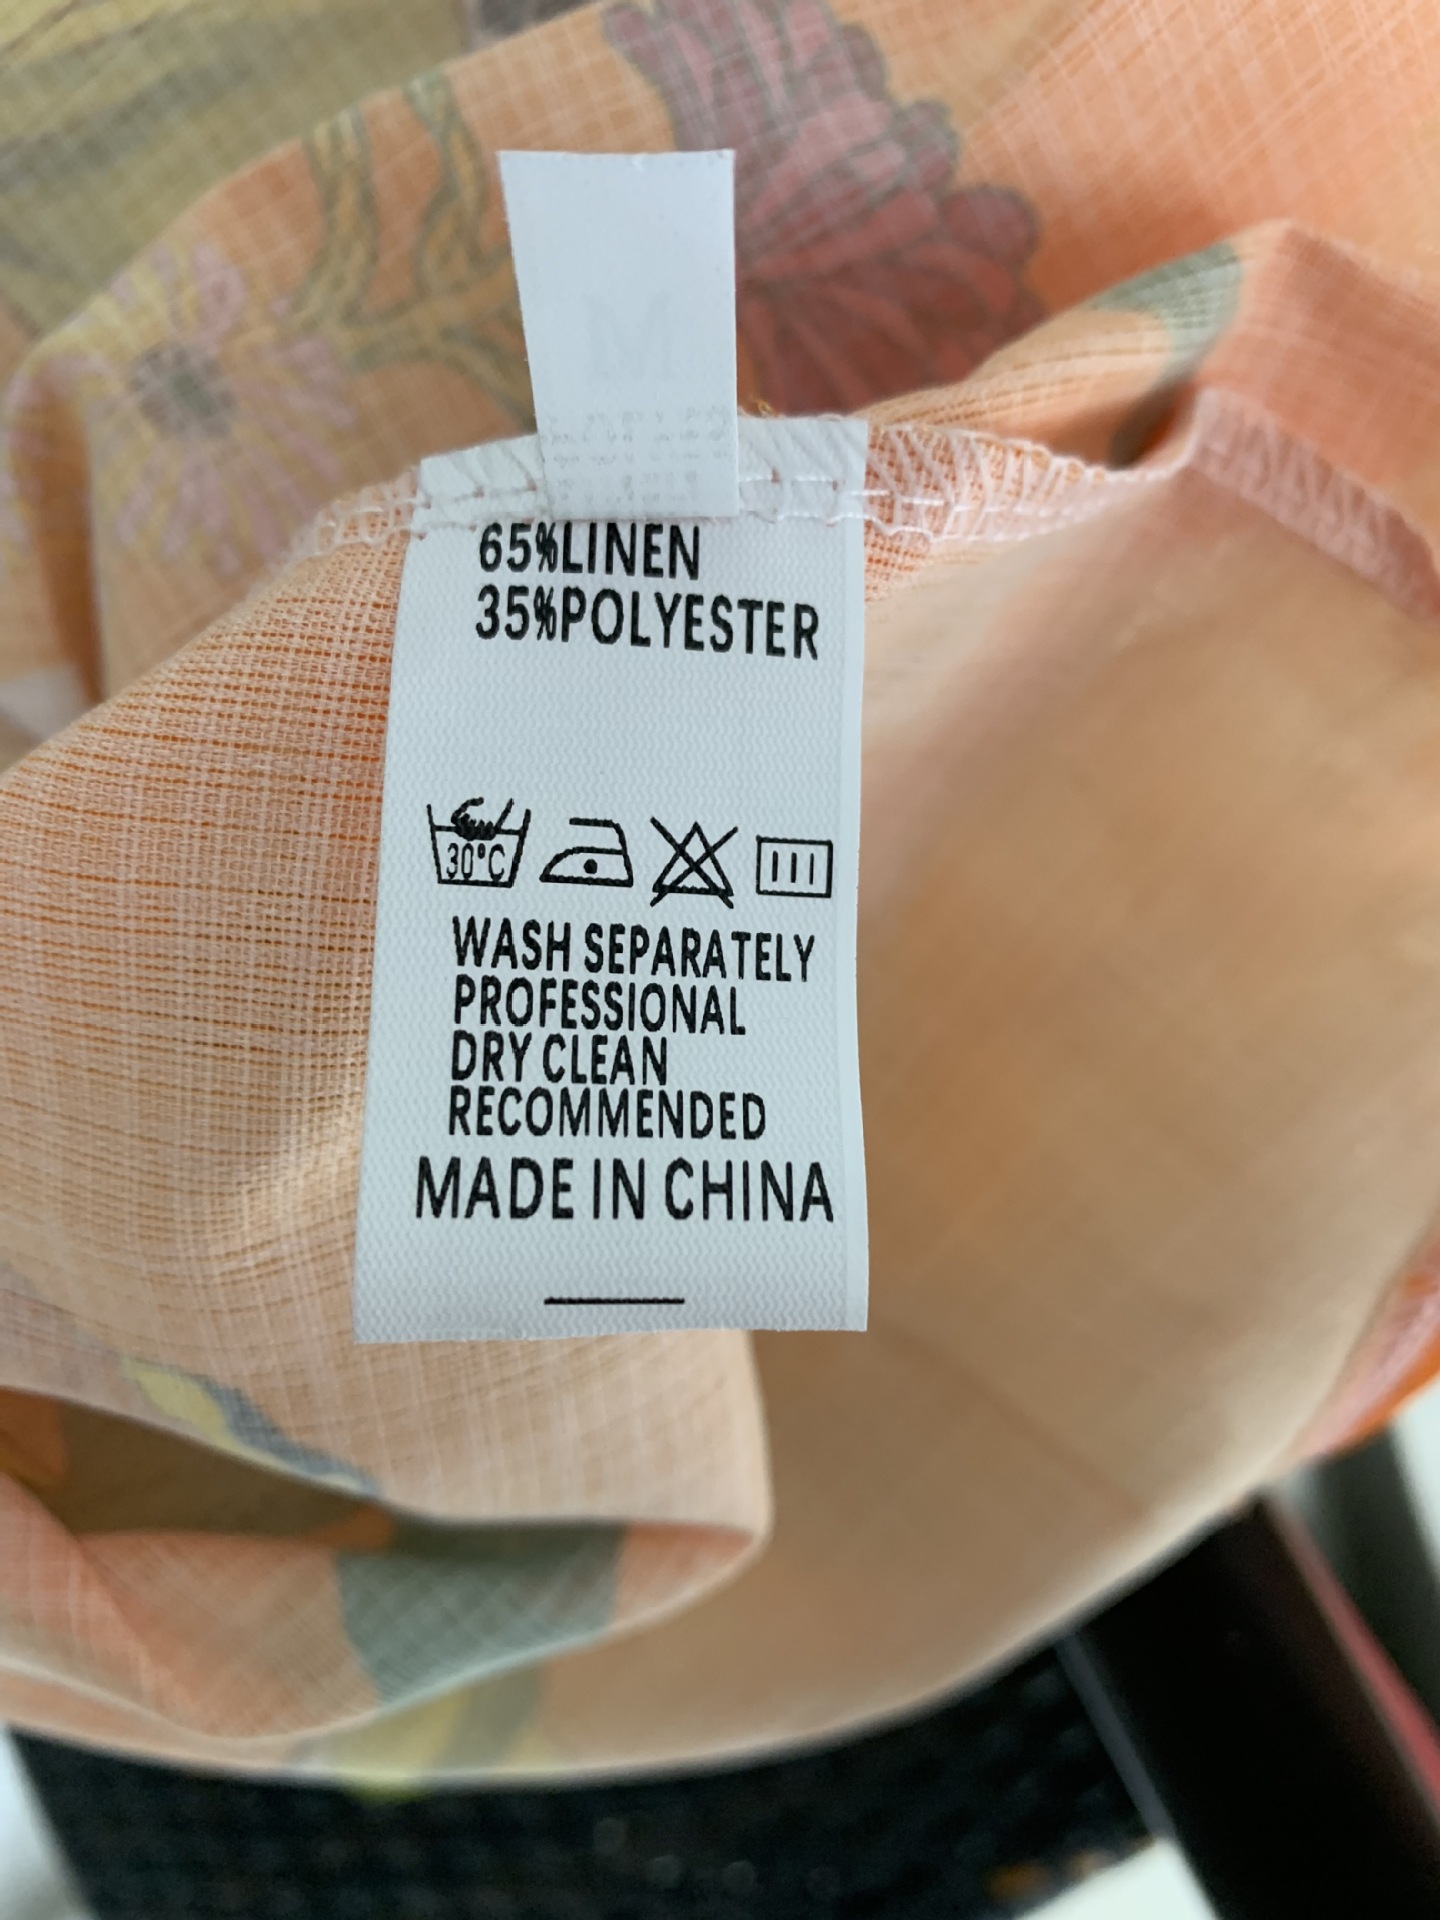 M
65%LINEN
35%POLYESTER
30°C
WASH SEPARATELY
PROFESSIONAL
DRY CLEAN
RECOMMENDED
MADE IN CHINA